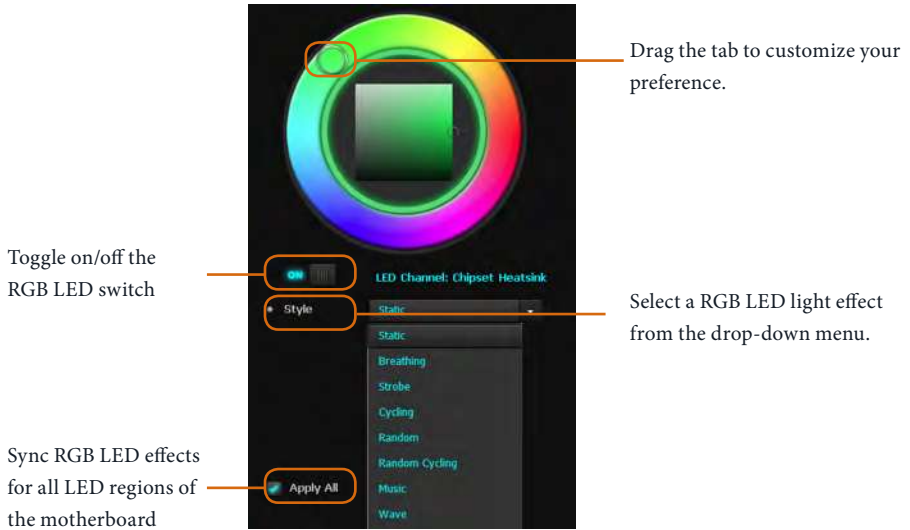 Drag the tab to customize your
preference.
Toggle on/off the
RGB LED switch
ON
LED Channel: Chipset Heatsink
Style
Static
Select a RGB LED light effect
from the drop-down menu.
Static
Breathing
Strobe
Cycling
Random
Random Cycling
Music
Wave
Sync RGB LED effects
for all LED regions of
the motherboard
Apply All